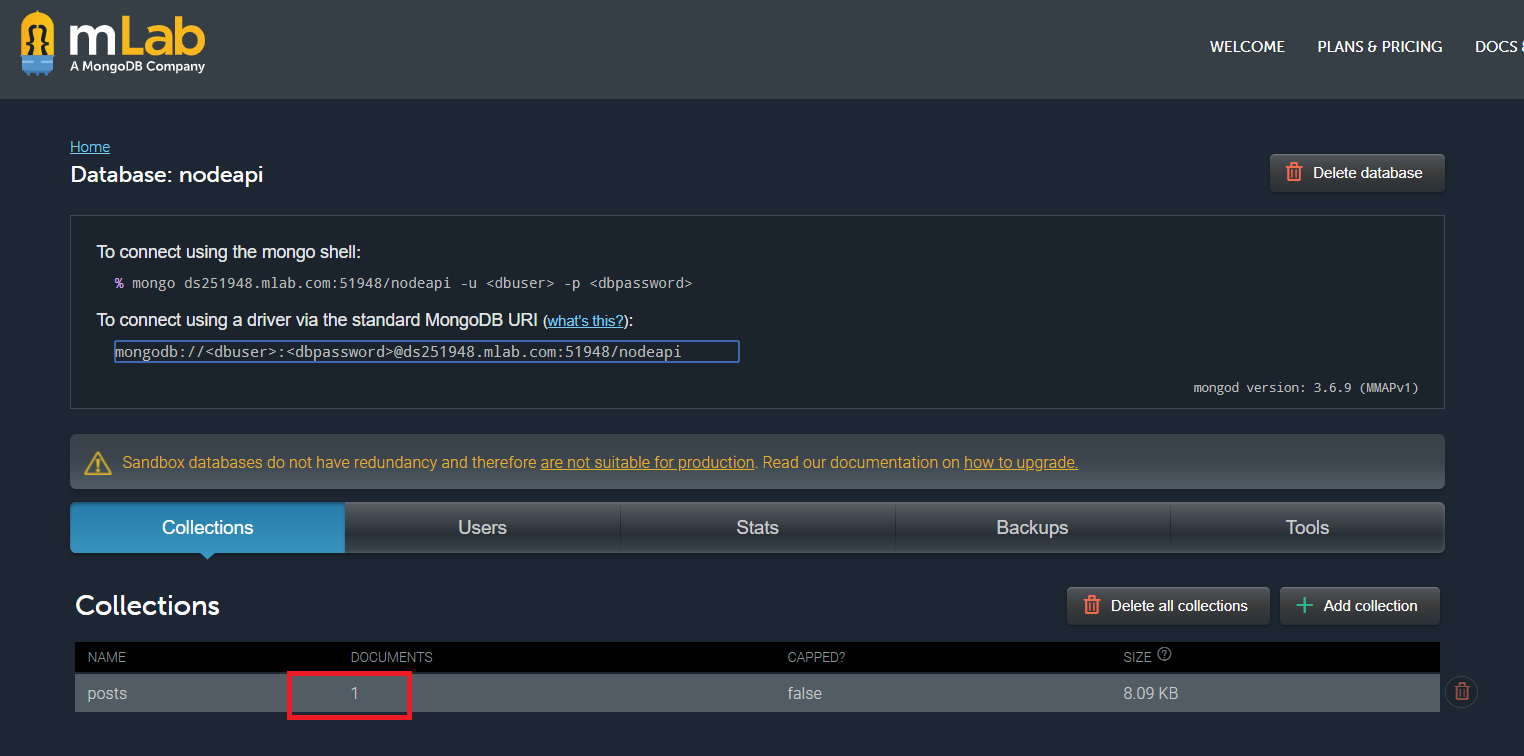 mLab
A MongoDB Company
WELCOME PLANS & PRICING DOCS
Home
Database: nodeapi
Delete database
To connect using the mongo shell:
% mongo ds251948.mlab.com:51948/nodeapi -u <dbuser> -p <dbpassword>
To connect using a driver via the standard MongoDB URI (what's this?):
mongodb://<dbuser>:<dbpassword>@ds251948.mlab.com:51948/nodeapi
mongod version: 3.6.9 (MMAPv1)
Sandbox databases do not have redundancy and therefore are not suitable for production. Read our documentation on how to upgrade.
Collections Users Stats Backups Tools
Collections
Delete all collections Add collection
NAME DOCUMENTS CAPPED? SIZE ?
posts 1 false 8.09 KB